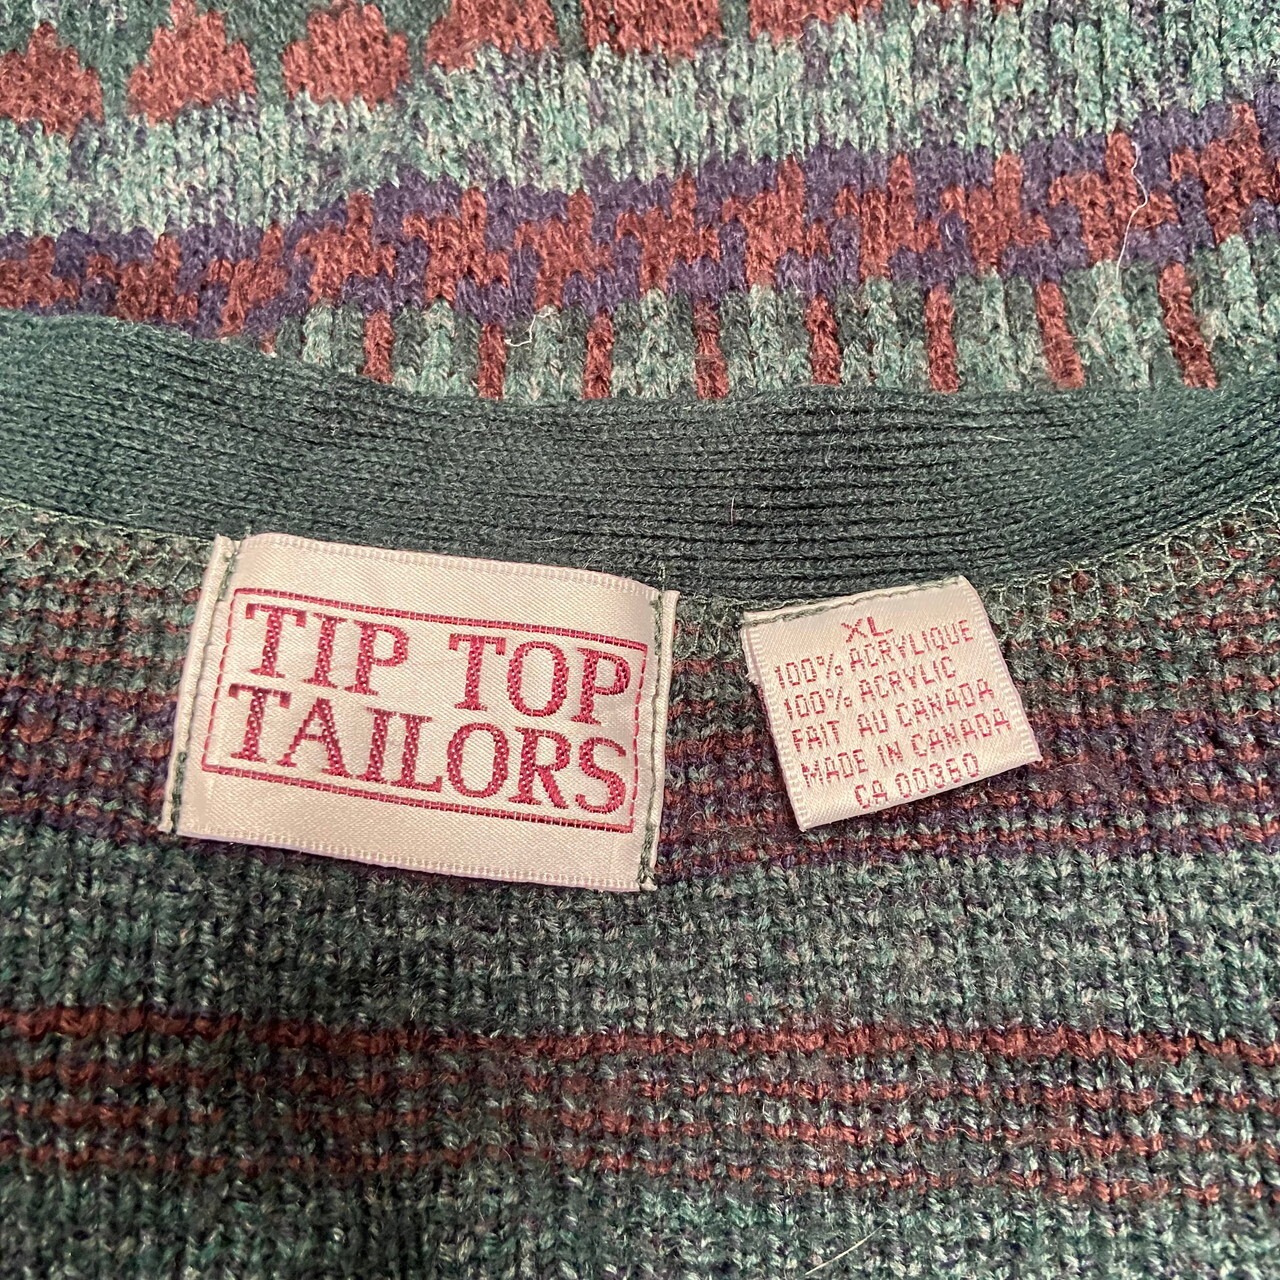 TIP TOP
TAILORS
XL
100% ACRYLIQUE
100% ACRYLIC
FAIT AU CANADA
MADE IN CANADA
CA 00360